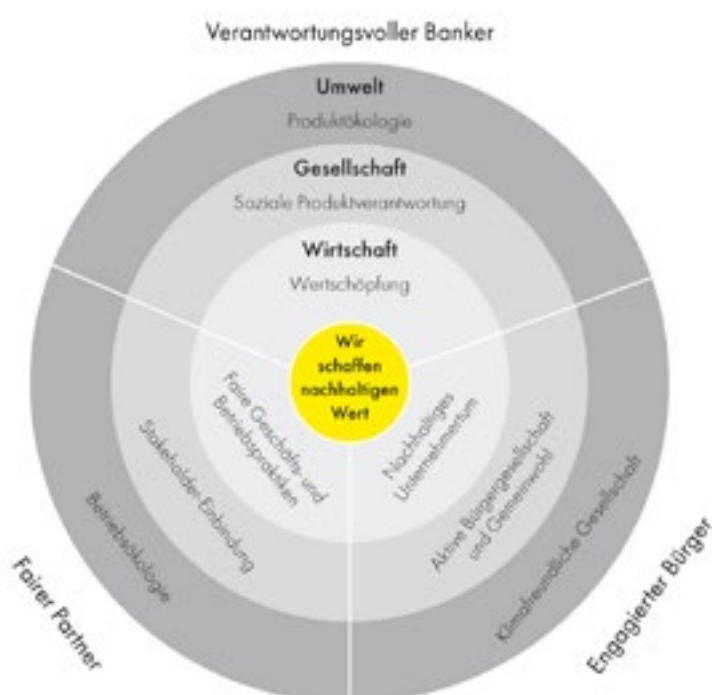 Verantwortungsvoller Banker
Umwelt
Produktökologie
Gesellschaft
Soziale Produktverantwortung
Wirtschaft
Wertschöpfung
Wir
schaffen
nachhaltigen
Wert
Faire Geschäfts- und
Betriebspraktiken
Stakeholder-Einbindung
Betriebsökologie
Fairer Partner
Nachhaltiges
Unternehmertum
Aktive Bürgergesellschaft
und Gemeinwohl
Klimafreundliche Gesellschaft
Engagierter Bürger